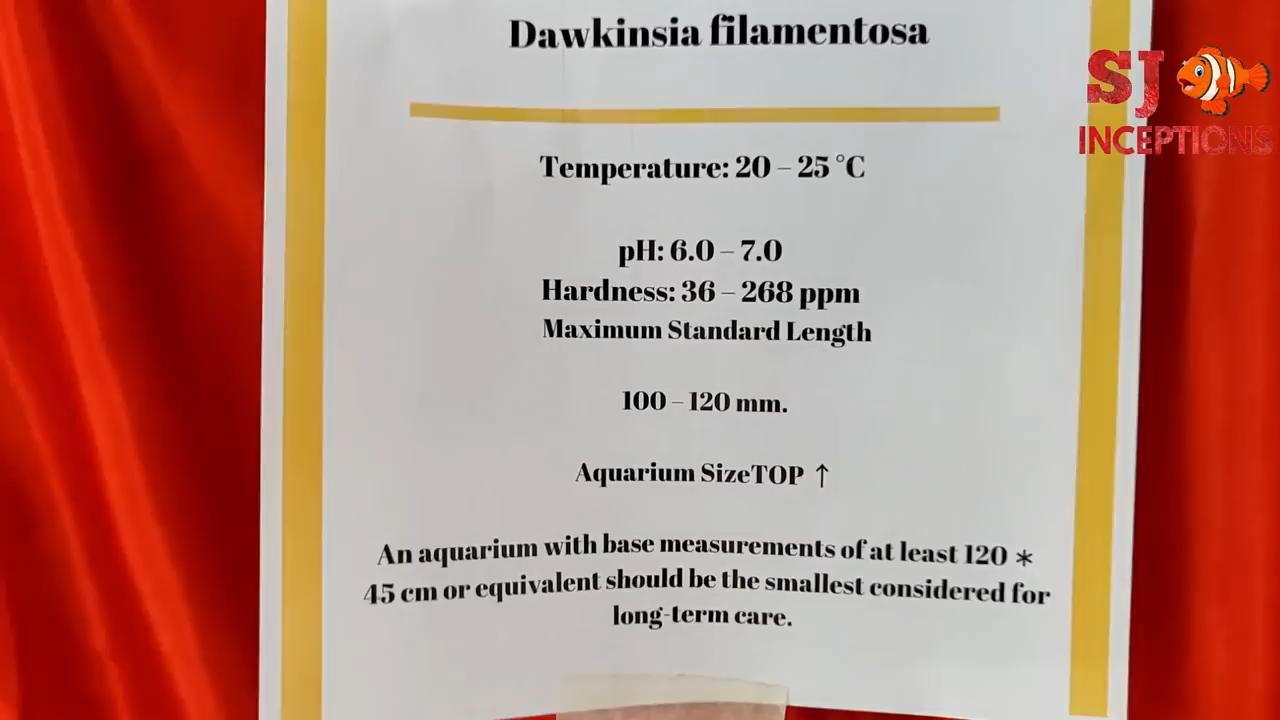 Dawkinsia filamentosa
SJ
INCEPTIONS
Temperature: 20 – 25 °C
pH: 6.0 – 7.0
Hardness: 36 – 268 ppm
Maximum Standard Length
100 – 120 mm.
Aquarium SizeTOP ↑
An aquarium with base measurements of at least 120 ∗
45 cm or equivalent should be the smallest considered for
long-term care.